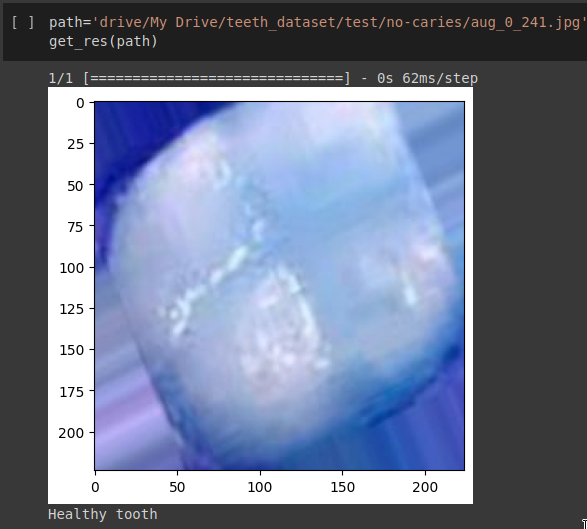 [ ] path='drive/My Drive/teeth_dataset/test/no-caries/aug_0_241.jpg'
get_res(path)
1/1 [==============================] - 0s 62ms/step
0
25
50
75
100
125
150
175
200
0 50 100 150 200
Healthy tooth